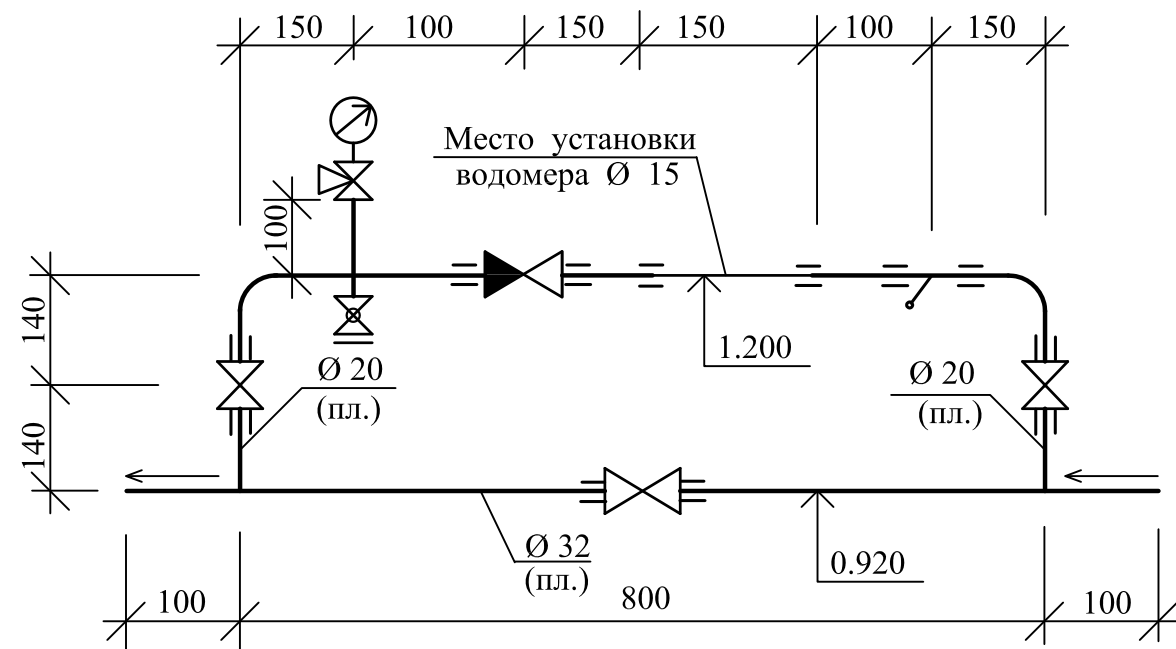 150 100 150 150 100 150
Место установки
водомера Ø 15
100
140
1.200
Ø 20
(пл.)
Ø 20
(пл.)
140
Ø 32
(пл.)
0.920
100 800 100